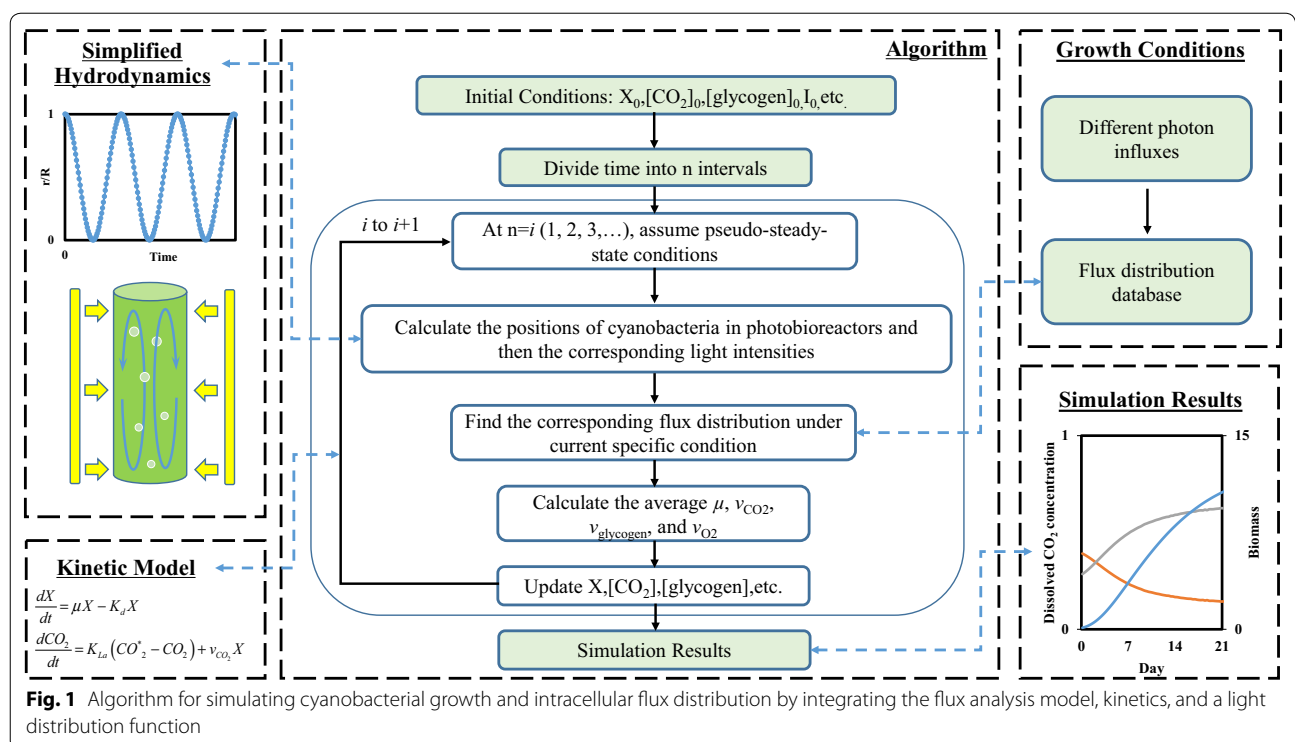 Simplified
Hydrodynamics
1
r/R
0
0
Time
Kinetic Model
dX/dt = μX − K_d X
dCO₂/dt = K_La (CO*₂ − CO₂) + v_CO₂ X
Algorithm
Initial Conditions: X₀,[CO₂]₀,[glycogen]₀,I₀,etc.
Divide time into n intervals
i to i+1
At n=i (1, 2, 3,…), assume pseudo-steady-
state conditions
Calculate the positions of cyanobacteria in photobioreactors and
then the corresponding light intensities
Find the corresponding flux distribution under
current specific condition
Calculate the average μ, v_CO2,
v_glycogen, and v_O2
Update X,[CO₂],[glycogen],etc.
Simulation Results
Growth Conditions
Different photon
influxes
Flux distribution
database
Simulation Results
1
15
Dissolved CO₂ concentration
Biomass
0
0
0 7 14 21
Day
Fig. 1 Algorithm for simulating cyanobacterial growth and intracellular flux distribution by integrating the flux analysis model, kinetics, and a light
distribution function